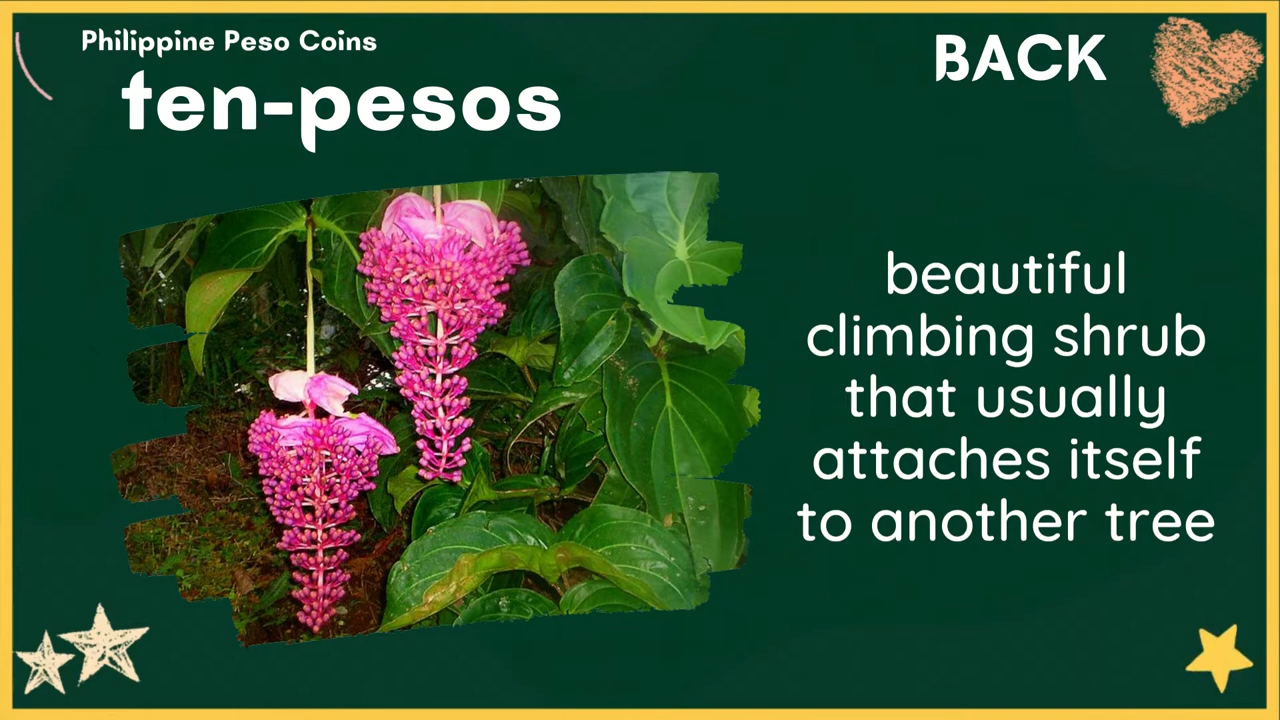 Philippine Peso Coins
ten-pesos
BACK
beautiful
climbing shrub
that usually
attaches itself
to another tree